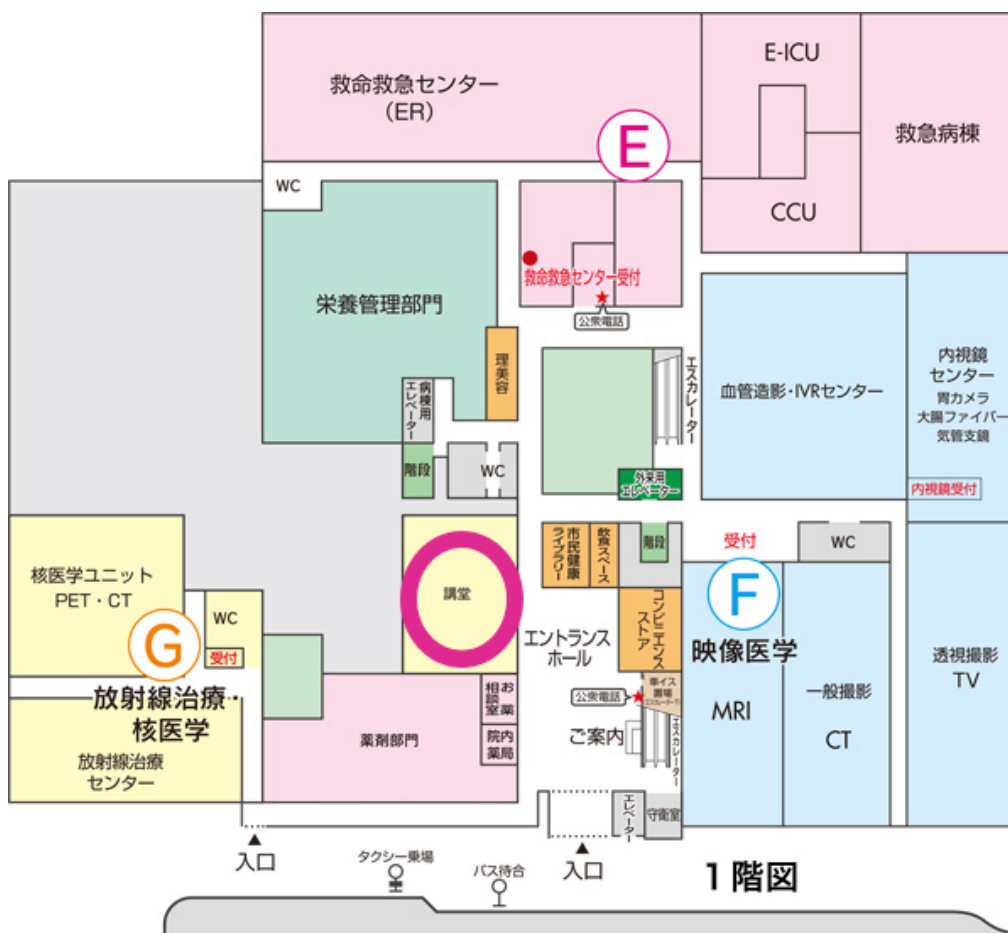 救命救急センター
(ER)
E-ICU
救急病棟
E
CCU
WC
救命救急センター受付
公衆電話
栄養管理部門
理美容
病棟用
エレベーター
エスカレーター
血管造影・IVRセンター
内視鏡
センター
胃カメラ
大腸ファイバー
気管支鏡
内視鏡受付
階段
WC
外来用
エレベーター
市民健康
ライブラリー
飲食スペース
階段
受付
WC
核医学ユニット
PET・CT
WC
講堂
コンビニエンス
ストア
F
映像医学
G
受付
エントランス
ホール
透視撮影
TV
放射線治療・
核医学
お薬
相談室
公衆電話
車イス
置場
MRI
一般撮影
CT
放射線治療
センター
薬剤部門
院内
薬局
ご案内
エスカレーター
エレベーター
守衛室
入口
タクシー乗場
バス待合
入口
1階図